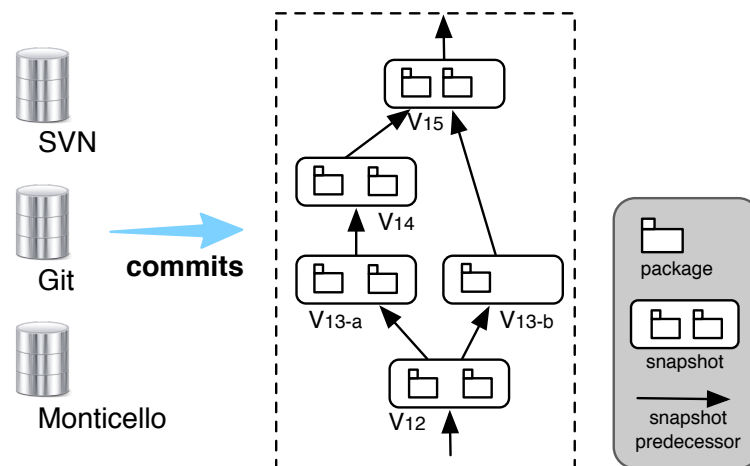 SVN
Git
Monticello
commits
V15
V14
V13-a
V13-b
V12
package
snapshot
snapshot
predecessor